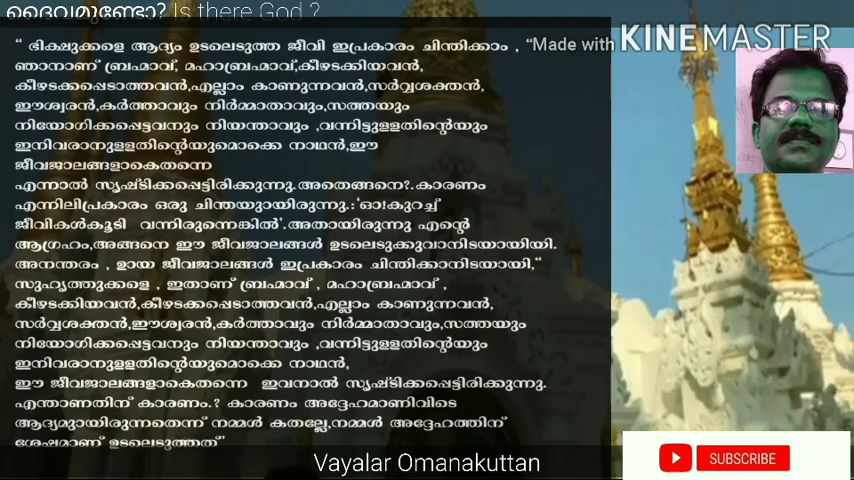 ദൈവമുണ്ടോ? Is there God ?
“Made with KINEMASTER
“ ഭിക്ഷുക്കളെ ആദ്യം ഉടലെടുത്ത ജീവി ഇപ്രകാരം ചിന്തിക്കാം ,
ഞാനാണ് ബ്രഹ്മാവ്, മഹാബ്രഹ്മാവ്,കീഴടക്കിയവൻ,
കീഴടക്കപ്പെടാത്തവൻ,എല്ലാം കാണുന്നവൻ,സർവ്വശക്തൻ,
ഈശ്വരൻ,കർത്താവും നിർമ്മാതാവും,സത്തയും
നിയോഗിക്കപ്പെട്ടവനും നിയന്താവും ,വന്നിട്ടുള്ളതിന്റെയും
ഇനിവരാനുള്ളതിന്റെയുമൊക്കെ നാഥൻ,ഈ
ജീവജാലങ്ങളാകെതന്നെ
എന്നാൽ സൃഷ്ടിക്കപ്പെട്ടിരിക്കുന്നു.അതെങ്ങനെ?.കാരണം
എന്നിലിപ്രകാരം ഒരു ചിന്തയുായിരുന്നു.:‘ഓ!കുറച്ച്
ജീവികൾകൂടി വന്നിരുന്നെങ്കിൽ’.അതായിരുന്നു എന്റെ
ആഗ്രഹം,അങ്ങനെ ഈ ജീവജാലങ്ങൾ ഉടലെടുക്കുവാനിടയായിയി.
അനന്തരം , ഉായ ജീവജാലങ്ങൾ ഇപ്രകാരം ചിന്തിക്കാനിടയായി,“
സുഹൃത്തുക്കളെ , ഇതാണ് ബ്രഹ്മാവ് , മഹാബ്രഹ്മാവ് ,
കീഴടക്കിയവൻ,കീഴടക്കപ്പെടാത്തവൻ,എല്ലാം കാണുന്നവൻ,
സർവ്വശക്തൻ,ഈശ്വരൻ,കർത്താവും നിർമ്മാതാവും,സത്തയും
നിയോഗിക്കപ്പെട്ടവനും നിയന്താവും ,വന്നിട്ടുള്ളതിന്റെയും
ഇനിവരാനുള്ളതിന്റെയുമൊക്കെ നാഥൻ,
ഈ ജീവജാലങ്ങളാകെതന്നെ ഇവനാൽ സൃഷ്ടിക്കപ്പെട്ടിരിക്കുന്നു.
എന്താണതിന് കാരണം.? കാരണം അദ്ദേഹമാണിവിടെ
ആദ്യമുായിരുന്നതെന്ന് നമ്മൾ കതല്ലേ,നമ്മൾ അദ്ദേഹത്തിന്
ശേഷമാണ് ഉടലെടുത്തത്”
Vayalar Omanakuttan
SUBSCRIBE